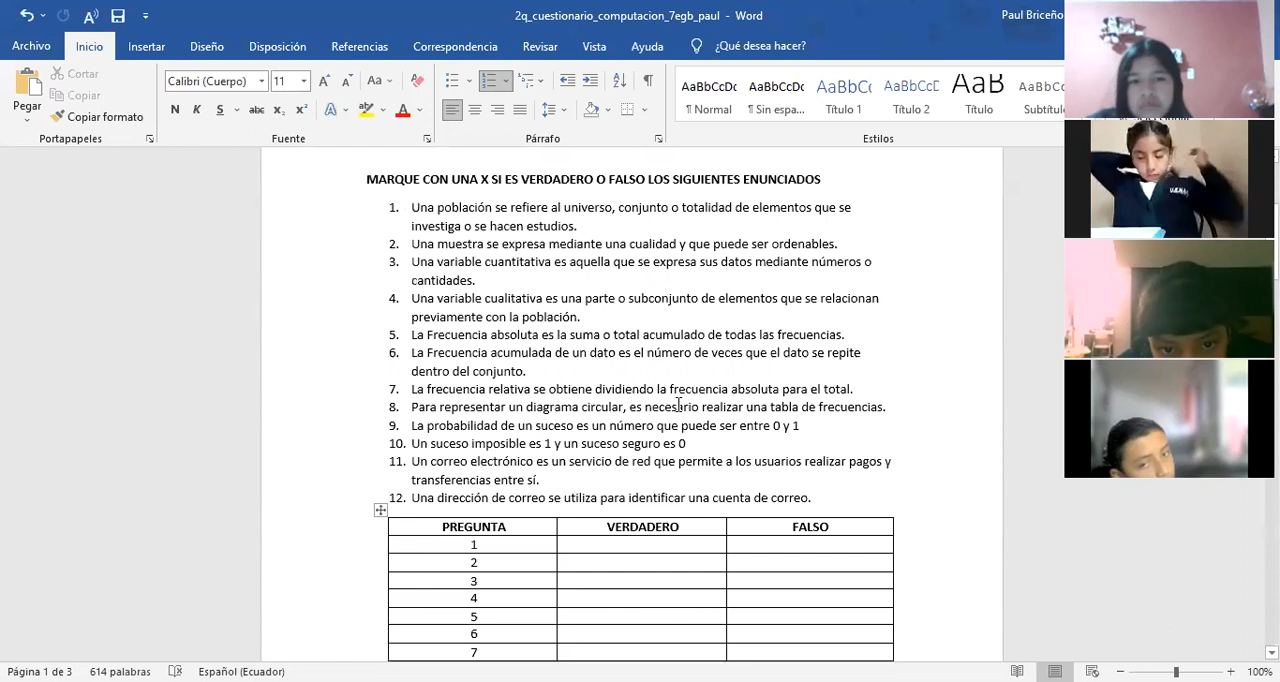 2q_cuestionario_computacion_7egb_paul - Word
Paul Briceño
Archivo Inicio Insertar Diseño Disposición Referencias Correspondencia Revisar Vista Ayuda ¿Qué desea hacer?
Pegar
Cortar
Copiar
Copiar formato
Calibri (Cuerpo) 11
N K S abc x₂ x²
AaBbCcDc AaBbCcDc AaBbCc AaBbCcD AaB AaBbCc
¶ Normal ¶ Sin espa... Título 1 Título 2 Título Subtítul
Portapapeles Fuente Párrafo Estilos
MARQUE CON UNA X SI ES VERDADERO O FALSO LOS SIGUIENTES ENUNCIADOS
1. Una población se refiere al universo, conjunto o totalidad de elementos que se
investiga o se hacen estudios.
2. Una muestra se expresa mediante una cualidad y que puede ser ordenables.
3. Una variable cuantitativa es aquella que se expresa sus datos mediante números o
cantidades.
4. Una variable cualitativa es una parte o subconjunto de elementos que se relacionan
previamente con la población.
5. La Frecuencia absoluta es la suma o total acumulado de todas las frecuencias.
6. La Frecuencia acumulada de un dato es el número de veces que el dato se repite
dentro del conjunto.
7. La frecuencia relativa se obtiene dividiendo la frecuencia absoluta para el total.
8. Para representar un diagrama circular, es necesario realizar una tabla de frecuencias.
9. La probabilidad de un suceso es un número que puede ser entre 0 y 1
10. Un suceso imposible es 1 y un suceso seguro es 0
11. Un correo electrónico es un servicio de red que permite a los usuarios realizar pagos y
transferencias entre sí.
12. Una dirección de correo se utiliza para identificar una cuenta de correo.
PREGUNTA VERDADERO FALSO
1
2
3
4
5
6
7
Página 1 de 3 614 palabras Español (Ecuador) 100%